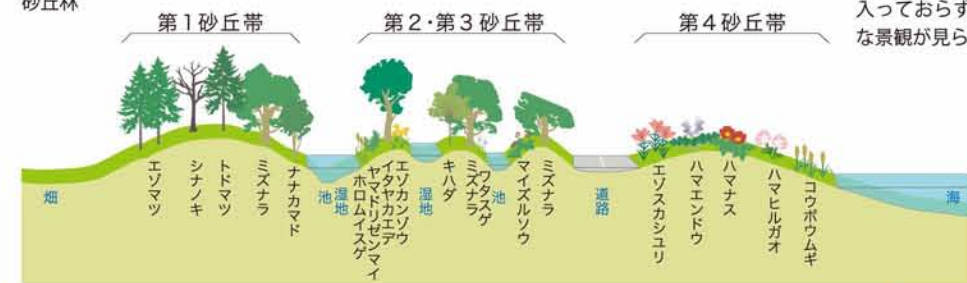 砂丘林
入っておらず
な景観が見ら
第1砂丘帯
第2・第3砂丘帯
第4砂丘帯
畑
エゾマツ
シナノキ
トドマツ
ミズナラ
ナナカマド
池
湿地
ホロムイスゲ
ヤマドリゼンマイ
イタヤカエデ
エゾカンゾウ
湿地
キハダ
ミズナラ
ワタスゲ
池
マイズルソウ
ミズナラ
道路
エゾスカシユリ
ハマエンドウ
ハマナス
ハマヒルガオ
コウボウムギ
海